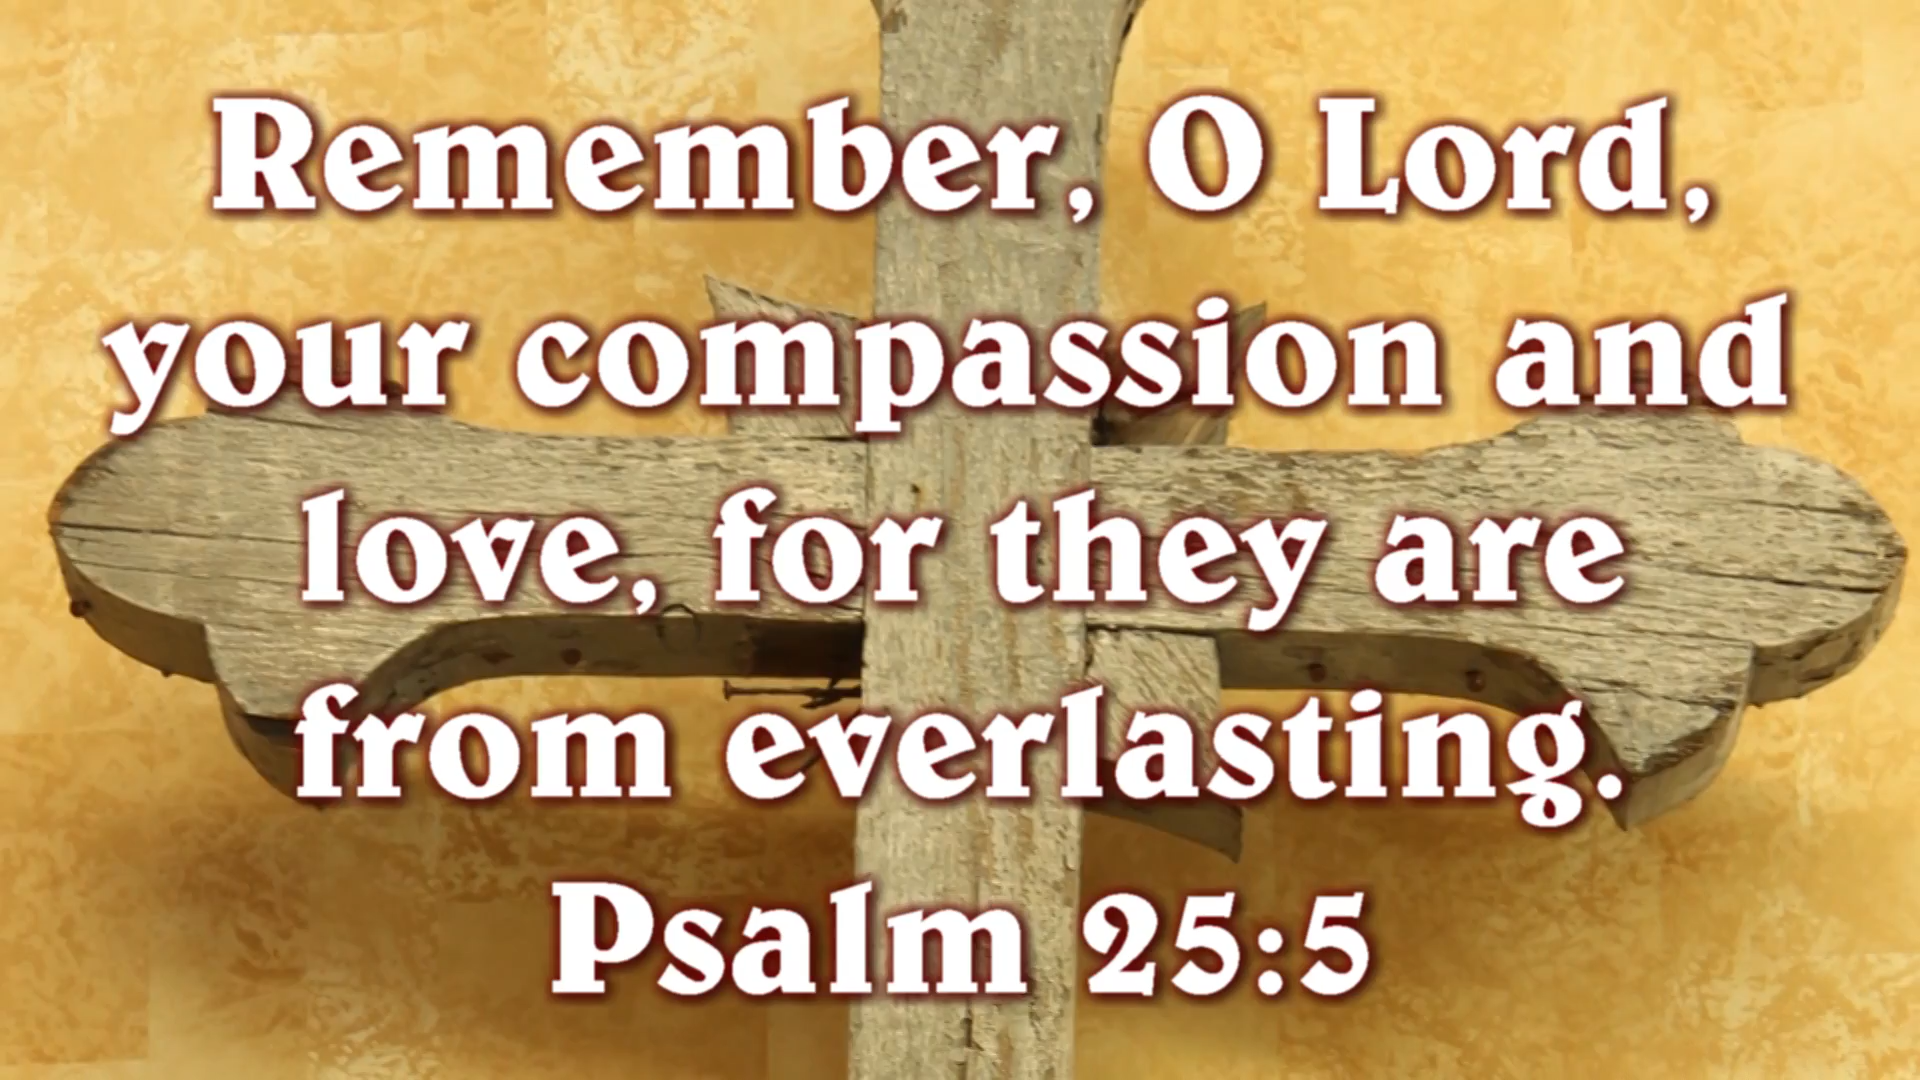 Remember, O Lord,
your compassion and
love, for they are
from everlasting.
Psalm 25:5